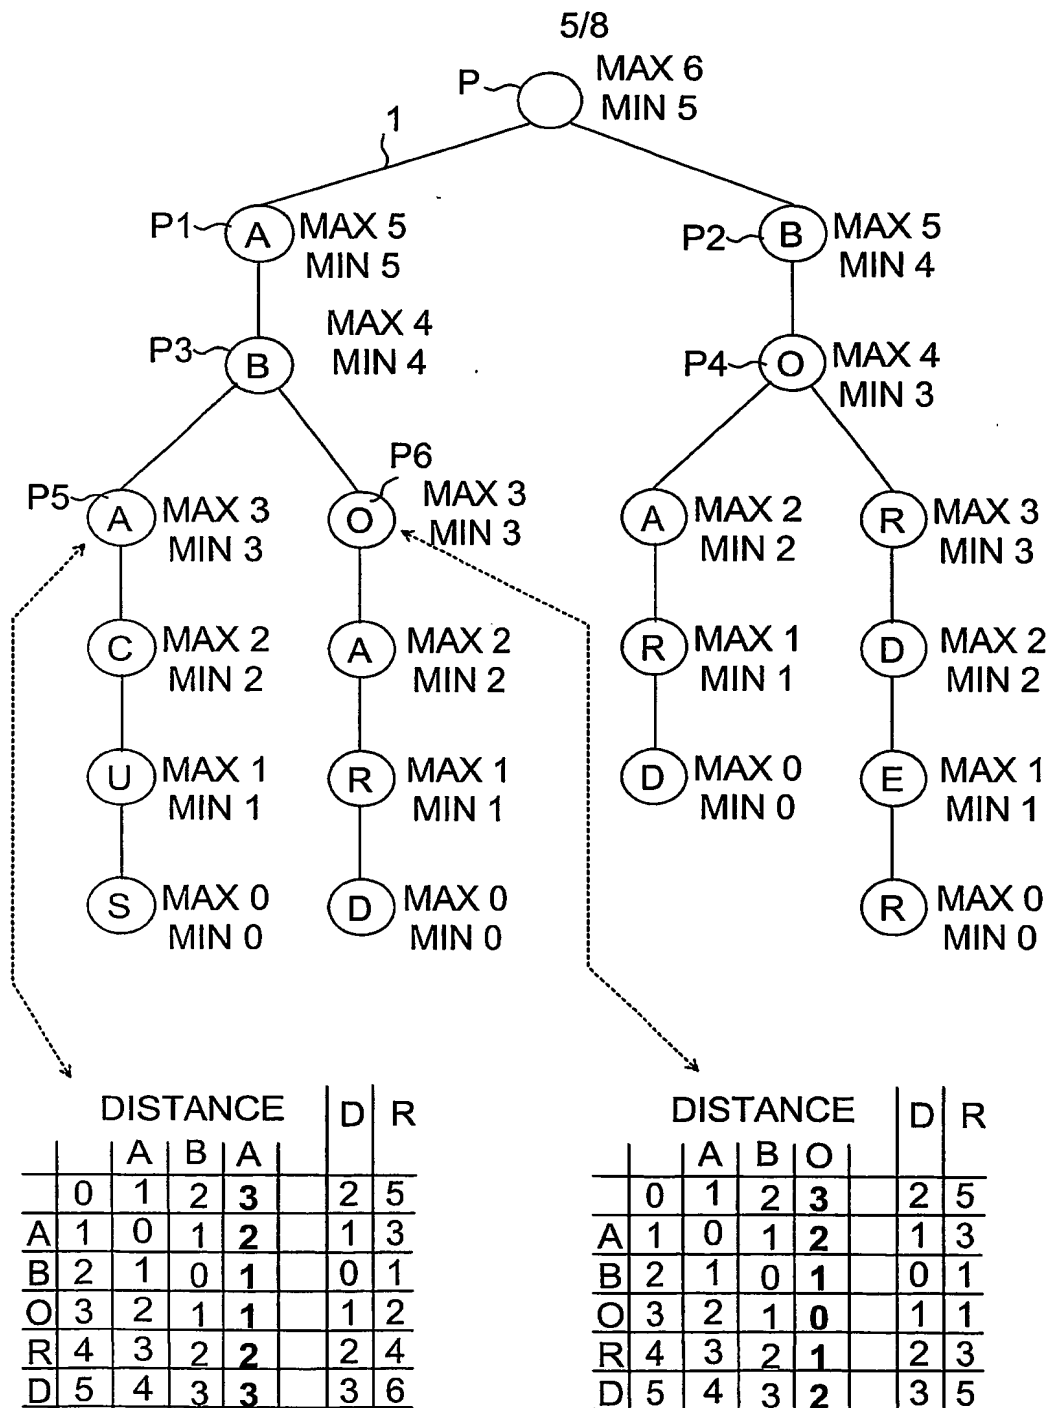 5/8
P MAX 6
MIN 5
1
P1 A MAX 5
MIN 5
P2 B MAX 5
MIN 4
P3 B MAX 4
MIN 4
P4 O MAX 4
MIN 3
P5 A MAX 3
MIN 3
P6
O MAX 3
MIN 3
A MAX 2
MIN 2
R MAX 3
MIN 3
C MAX 2
MIN 2
A MAX 2
MIN 2
R MAX 1
MIN 1
D MAX 2
MIN 2
U MAX 1
MIN 1
R MAX 1
MIN 1
D MAX 0
MIN 0
E MAX 1
MIN 1
S MAX 0
MIN 0
D MAX 0
MIN 0
R MAX 0
MIN 0
DISTANCE D R
A B A
0 1 2 3 2 5
A 1 0 1 2 1 3
B 2 1 0 1 0 1
O 3 2 1 1 1 2
R 4 3 2 2 2 4
D 5 4 3 3 3 6
DISTANCE D R
A B O
0 1 2 3 2 5
A 1 0 1 2 1 3
B 2 1 0 1 0 1
O 3 2 1 0 1 1
R 4 3 2 1 2 3
D 5 4 3 2 3 5